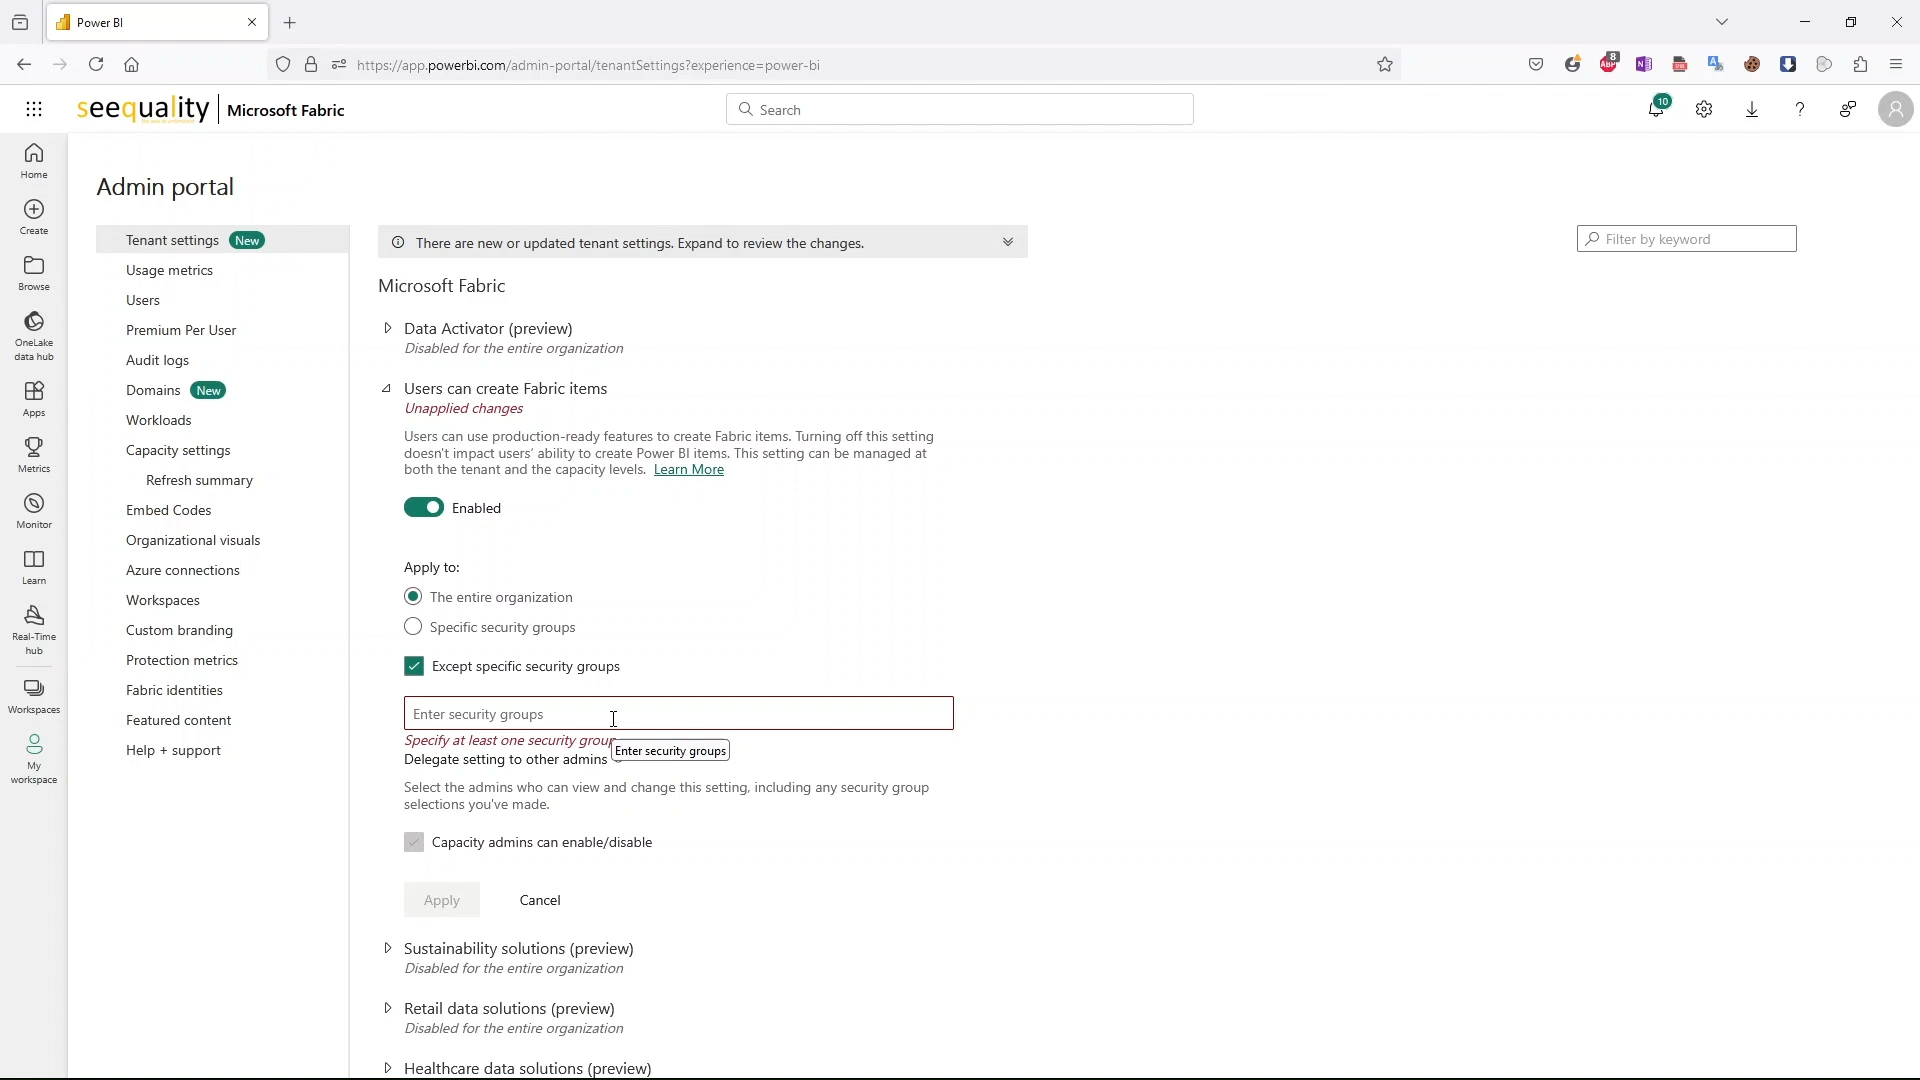 Power BI
https://app.powerbi.com/admin-portal/tenantSettings?experience=power-bi
8
seequality
Microsoft Fabric
Search
10
Home
Create
Browse
OneLake
data hub
Apps
Metrics
Monitor
Learn
Real-Time
hub
Workspaces
My
workspace
Admin portal
Tenant settings New
Usage metrics
Users
Premium Per User
Audit logs
Domains New
Workloads
Capacity settings
Refresh summary
Embed Codes
Organizational visuals
Azure connections
Workspaces
Custom branding
Protection metrics
Fabric identities
Featured content
Help + support
There are new or updated tenant settings. Expand to review the changes.
Filter by keyword
Microsoft Fabric
Data Activator (preview)
Disabled for the entire organization
Users can create Fabric items
Unapplied changes
Users can use production-ready features to create Fabric items. Turning off this setting
doesn't impact users' ability to create Power BI items. This setting can be managed at
both the tenant and the capacity levels. Learn More
Enabled
Apply to:
The entire organization
Specific security groups
Except specific security groups
Enter security groups
Specify at least one security group
Enter security groups
Delegate setting to other admins
Select the admins who can view and change this setting, including any security group
selections you've made.
Capacity admins can enable/disable
Apply
Cancel
Sustainability solutions (preview)
Disabled for the entire organization
Retail data solutions (preview)
Disabled for the entire organization
Healthcare data solutions (preview)